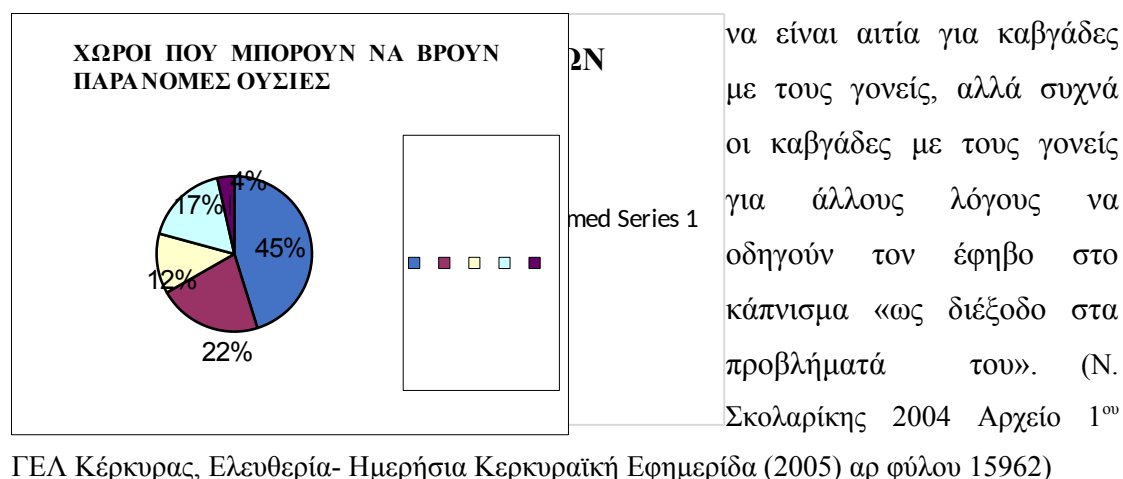 ΧΩΡΟΙ ΠΟΥ ΜΠΟΡΟΥΝ ΝΑ ΒΡΟΥΝ
ΠΑΡΑΝΟΜΕΣ ΟΥΣΙΕΣ
4%
17%
45%
12%
22%
ΩΝ
med Series 1
να είναι αιτία για καβγάδες
με τους γονείς, αλλά συχνά
οι καβγάδες με τους γονείς
για άλλους λόγους να
οδηγούν τον έφηβο στο
κάπνισμα «ως διέξοδο στα
προβλήματά του». (Ν.
Σκολαρίκης 2004 Αρχείο 1ου
ΓΕΛ Κέρκυρας, Ελευθερία- Ημερήσια Κερκυραϊκή Εφημερίδα (2005) αρ φύλου 15962)